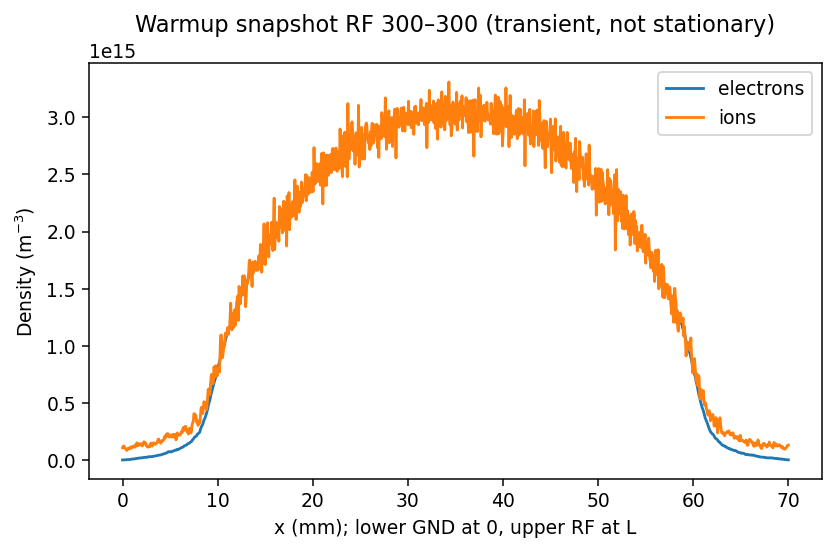 Warmup snapshot RF 300–300 (transient, not stationary)
1e15
electrons
ions
3.0
2.5
2.0
1.5
1.0
0.5
0.0
Density (m⁻³)
0 10 20 30 40 50 60 70
x (mm); lower GND at 0, upper RF at L